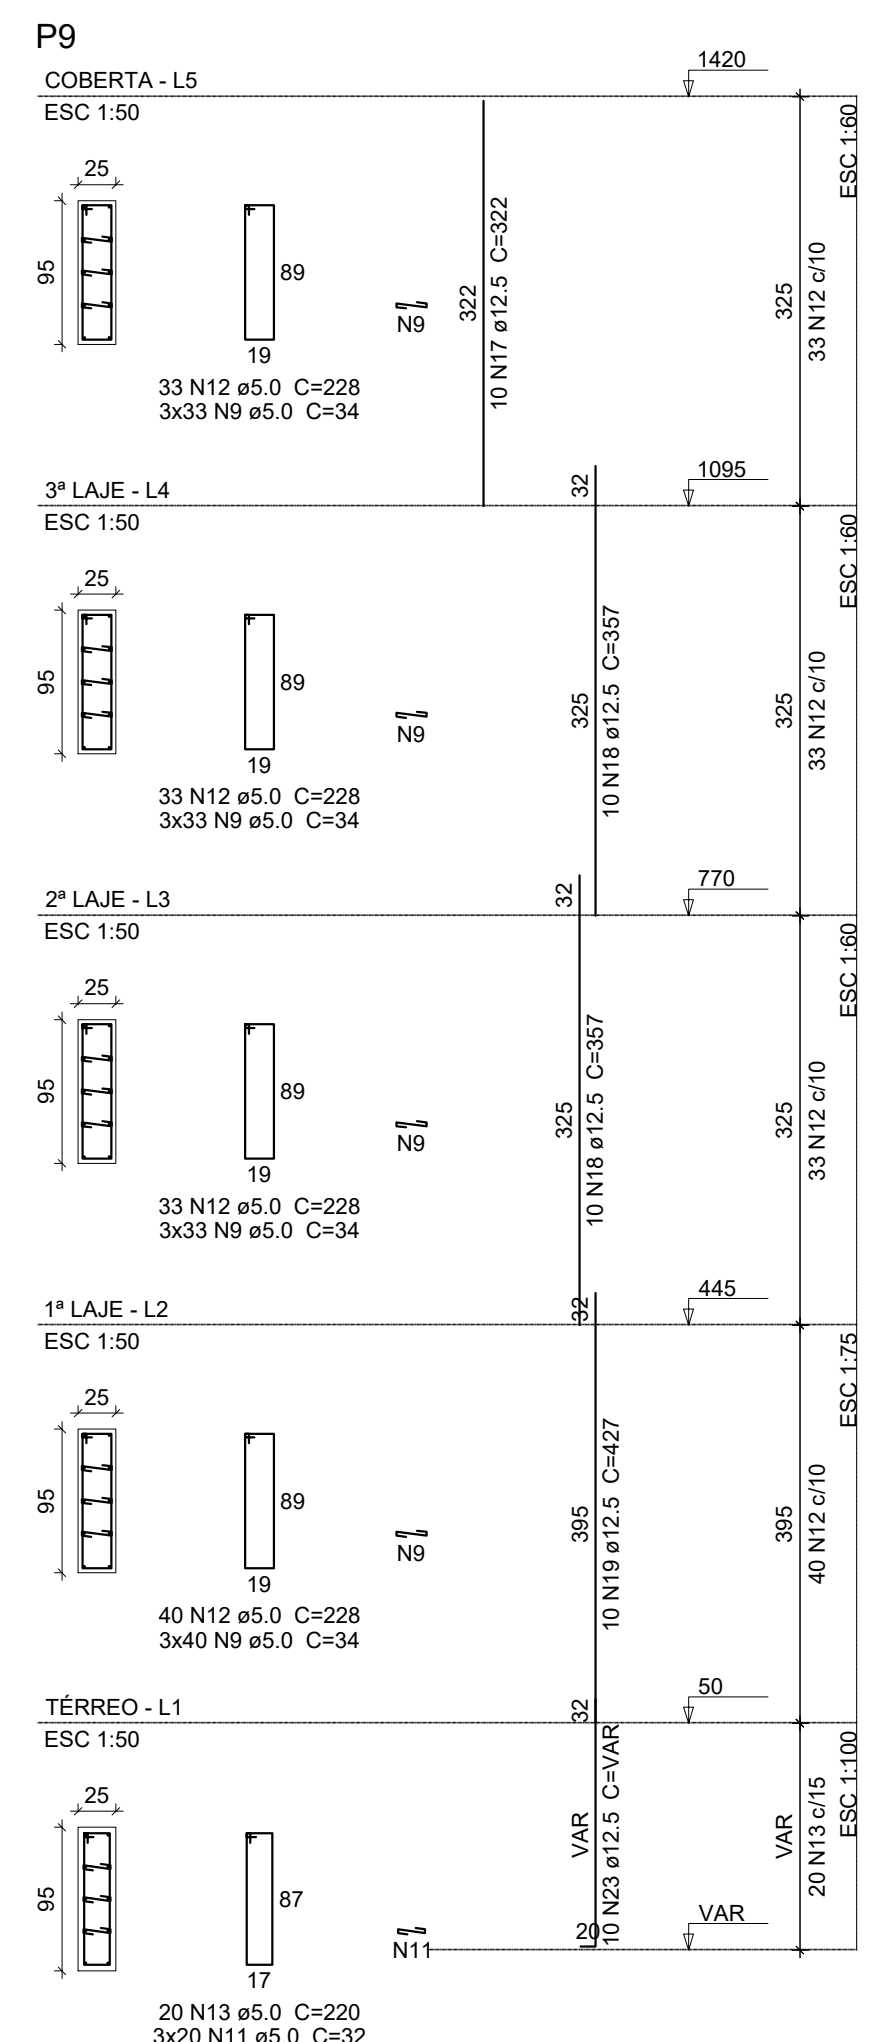 P9
COBERTA - L5
1420
ESC 1:50
ESC 1:60
25
95
89
19
N9
33 N12 ø5.0 C=228
3x33 N9 ø5.0 C=34
322
10 N17 ø12.5 C=322
325
33 N12 c/10
3ª LAJE - L4
32
1095
ESC 1:50
ESC 1:60
25
95
89
19
N9
33 N12 ø5.0 C=228
3x33 N9 ø5.0 C=34
325
10 N18 ø12.5 C=357
325
33 N12 c/10
2ª LAJE - L3
32
770
ESC 1:50
ESC 1:60
25
95
89
19
N9
33 N12 ø5.0 C=228
3x33 N9 ø5.0 C=34
325
10 N18 ø12.5 C=357
325
33 N12 c/10
1ª LAJE - L2
32
445
ESC 1:50
ESC 1:75
25
95
89
19
N9
40 N12 ø5.0 C=228
3x40 N9 ø5.0 C=34
395
10 N19 ø12.5 C=427
395
40 N12 c/10
TÉRREO - L1
32
50
ESC 1:50
ESC 1:100
25
95
87
17
N11
20 N13 ø5.0 C=220
3x20 N11 ø5.0 C=32
VAR
20
10 N23 ø12.5 C=VAR
VAR
VAR
20 N13 c/15